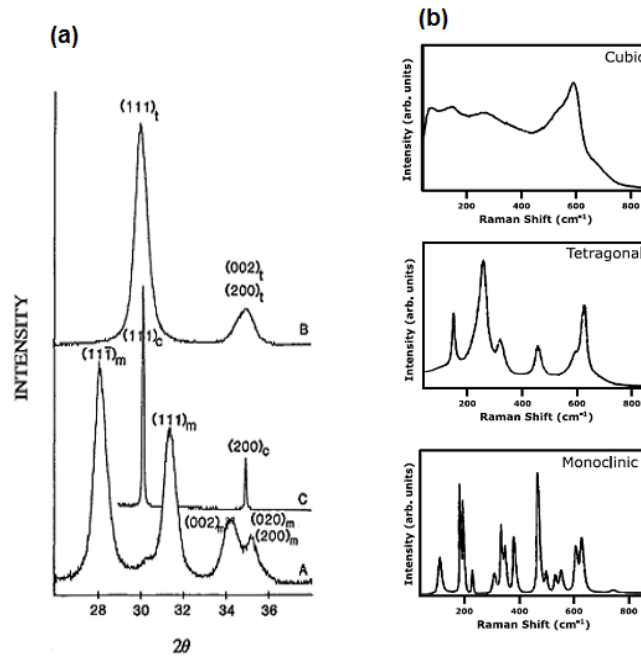 (a)
(111)t
(002)t
(200)t
B
(111)c
(111̄)m
(111)m
(200)c
C
(002)m
(020)m
(200)m
A
INTENSITY
28 30 32 34 36
2θ
(b)
Cubic
Intensity (arb. units)
200 400 600 800
Raman Shift (cm⁻¹)
Tetragonal
Intensity (arb. units)
200 400 600 800
Raman Shift (cm⁻¹)
Monoclinic
Intensity (arb. units)
200 400 600 800
Raman Shift (cm⁻¹)